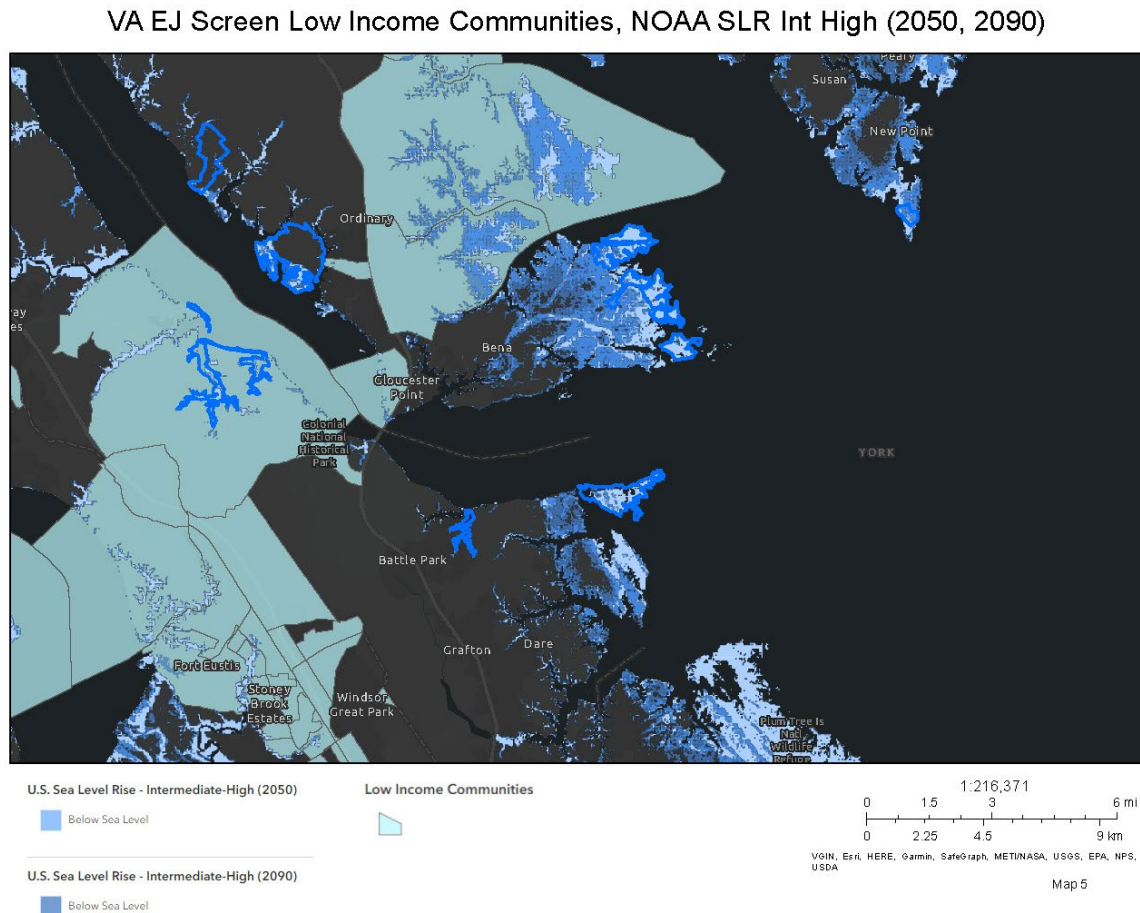 VA EJ Screen Low Income Communities, NOAA SLR Int High (2050, 2090)
Peary
Susan
New Point
Ordinary
ay
es
Bena
Gloucester
Point
Colonial
National
Historical
Park
YORK
Battle Park
Grafton
Dare
Fort Eustis
Stoney
Brook
Estates
Windsor
Great Park
Plum Tree Is
Natl
Wildlife
Refuge
U.S. Sea Level Rise - Intermediate-High (2050)
Below Sea Level
U.S. Sea Level Rise - Intermediate-High (2090)
Below Sea Level
Low Income Communities
1:216,371
0 1.5 3 6 mi
0 2.25 4.5 9 km
VGIN, Esri, HERE, Garmin, SafeGraph, METI/NASA, USGS, EPA, NPS,
USDA
Map 5